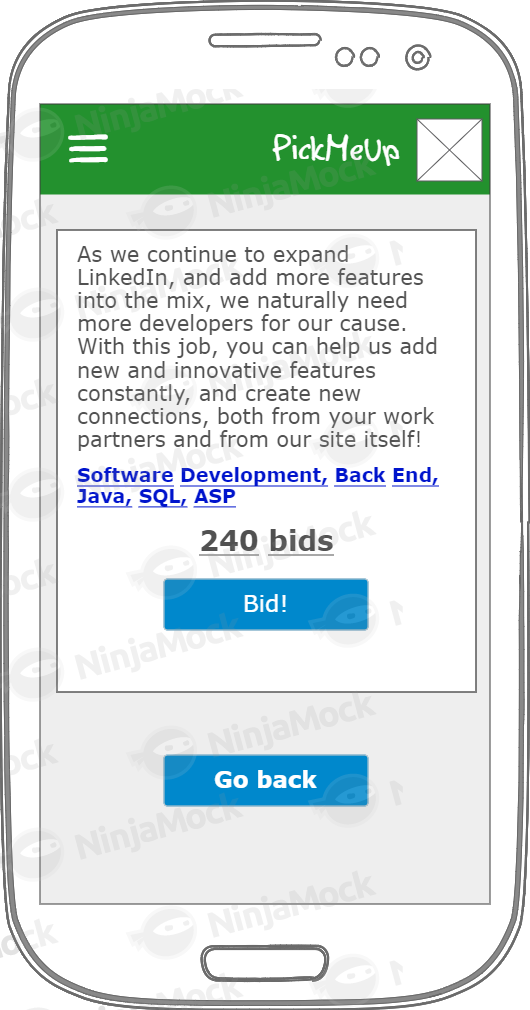 PickMeUp
As we continue to expand
LinkedIn, and add more features
into the mix, we naturally need
more developers for our cause.
With this job, you can help us add
new and innovative features
constantly, and create new
connections, both from your work
partners and from our site itself!
Software Development, Back End,
Java, SQL, ASP
240 bids
Bid!
Go back
NinjaMock
NinjaMock
NinjaMock
NinjaMock
NinjaMock
NinjaMock
NinjaMock
NinjaMock